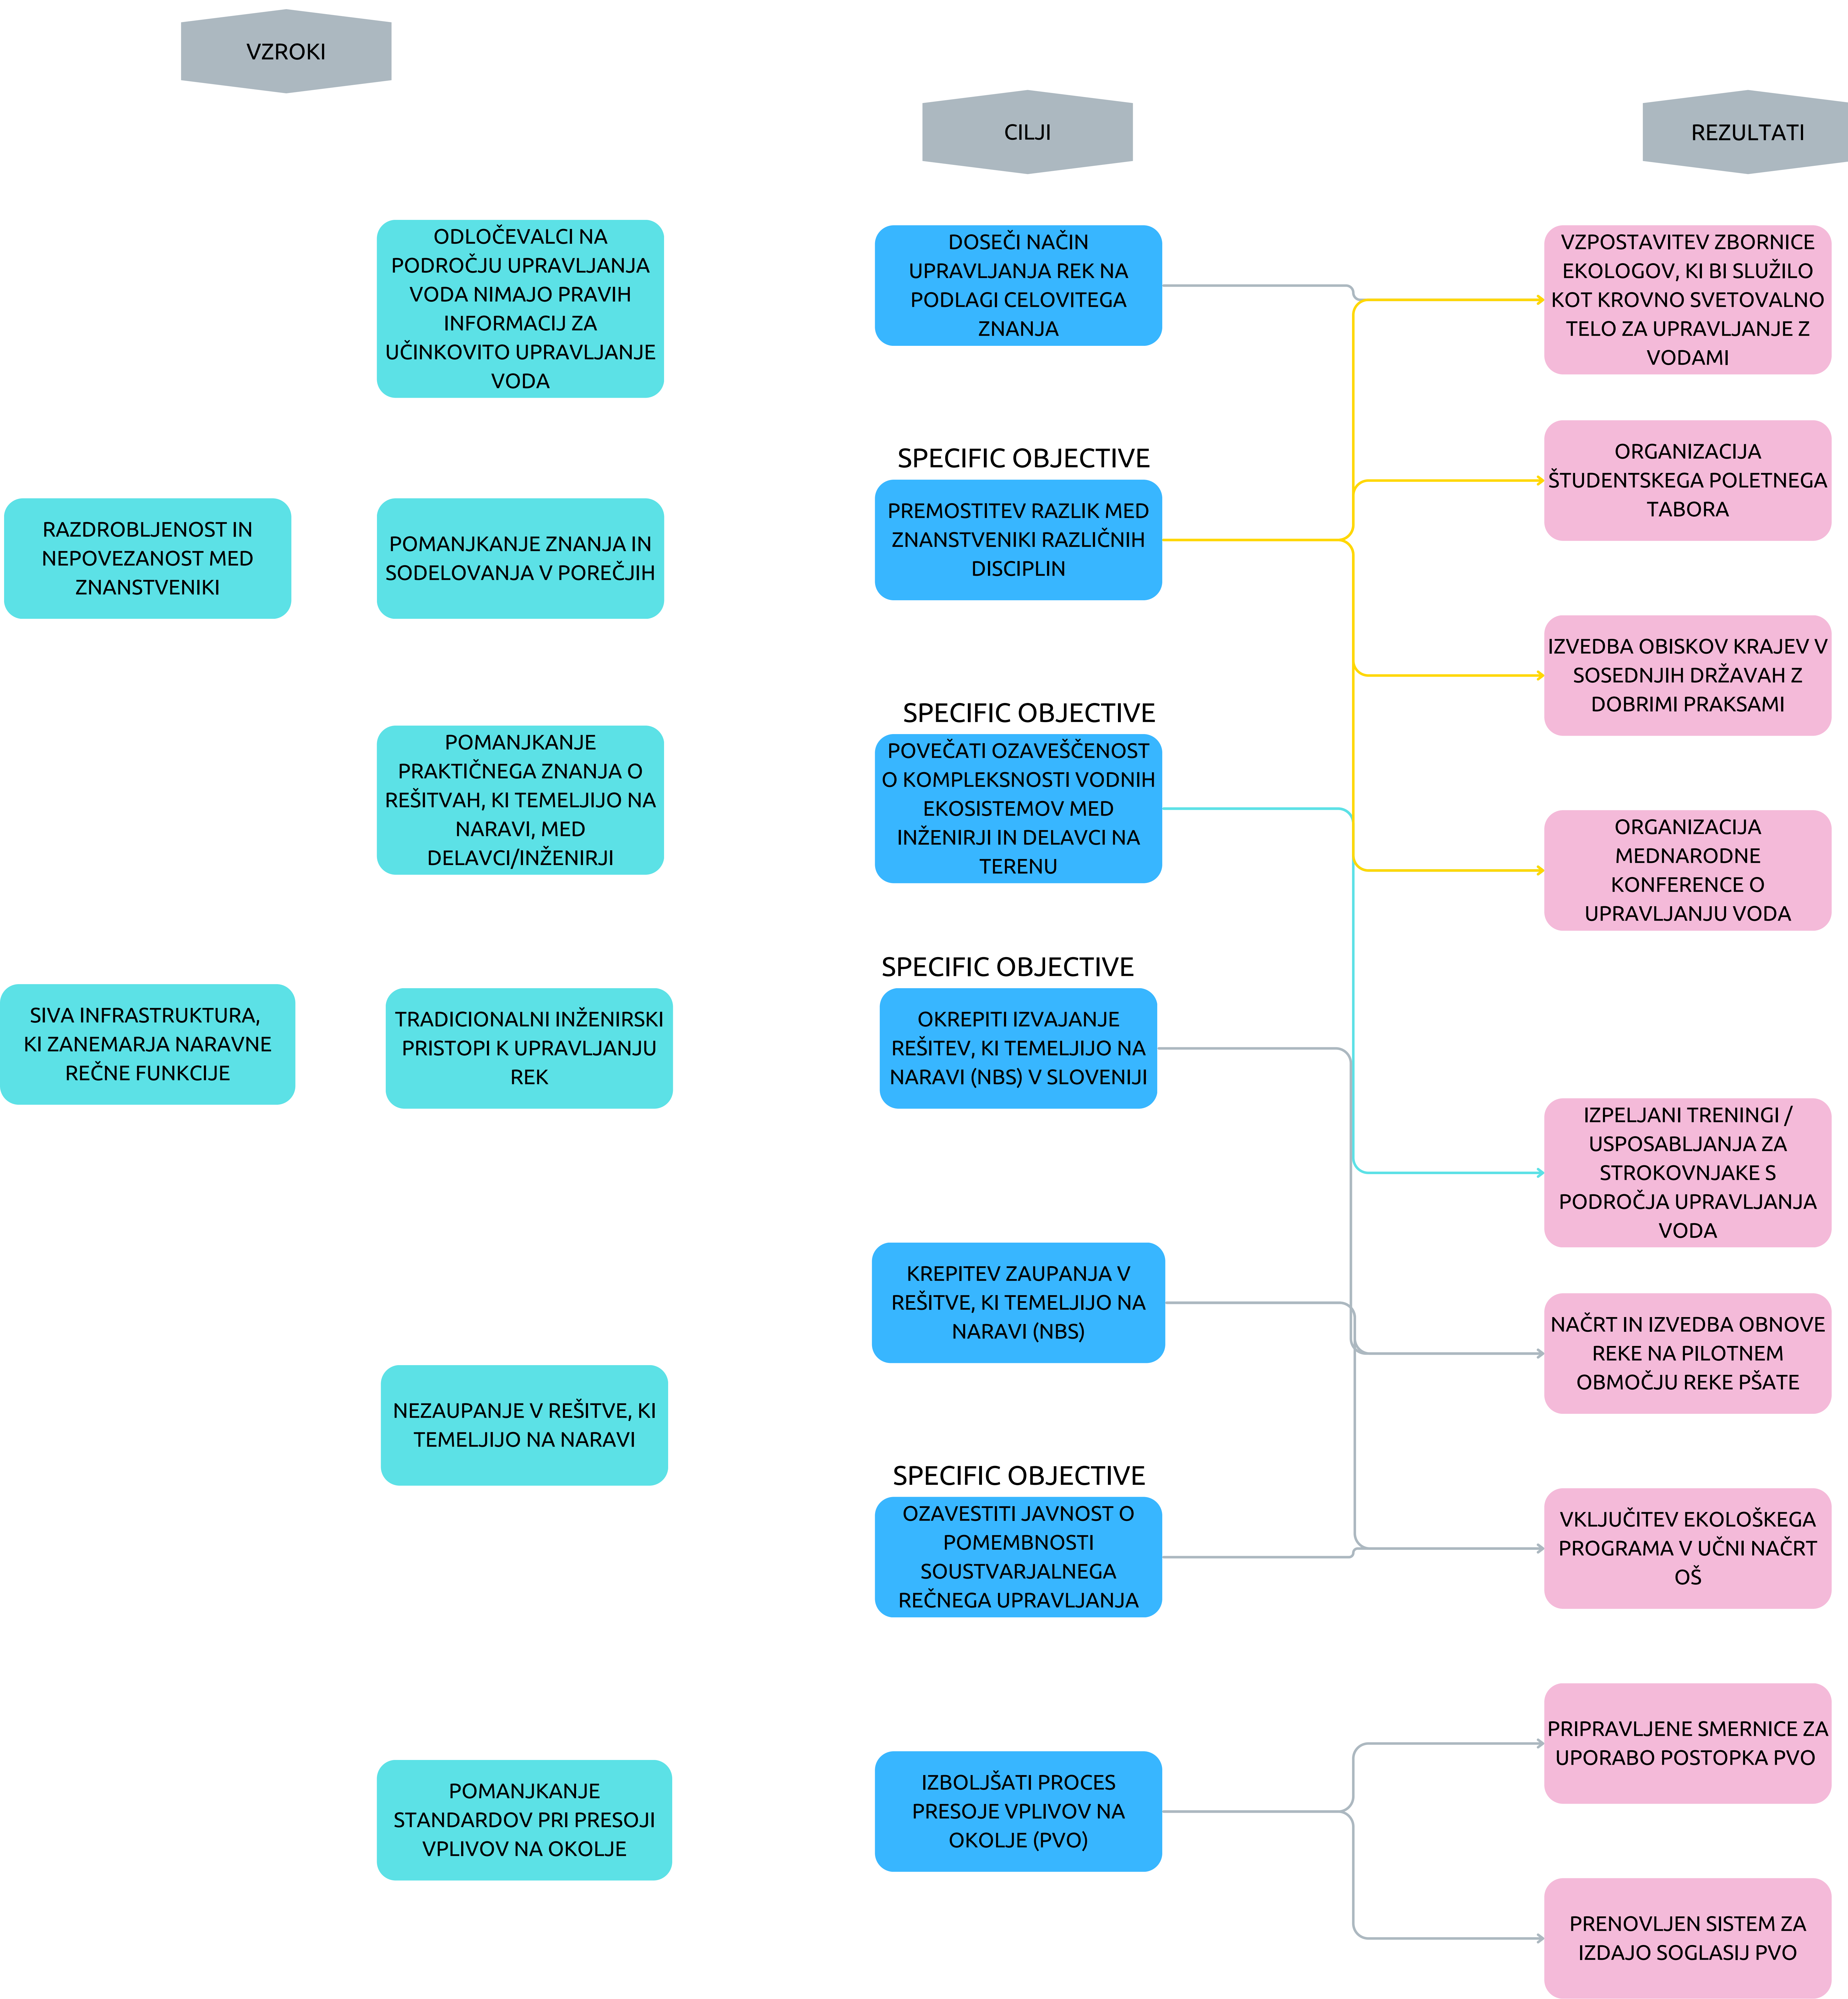 VZROKI
CILJI
REZULTATI
ODLOČEVALCI NA
PODROČJU UPRAVLJANJA
VODA NIMAJO PRAVIH
INFORMACIJ ZA
UČINKOVITO UPRAVLJANJE
VODA
DOSEČI NAČIN
UPRAVLJANJA REK NA
PODLAGI CELOVITEGA
ZNANJA
VZPOSTAVITEV ZBORNICE
EKOLOGOV, KI BI SLUŽILO
KOT KROVNO SVETOVALNO
TELO ZA UPRAVLJANJE Z
VODAMI
ORGANIZACIJA
ŠTUDENTSKEGA POLETNEGA
TABORA
RAZDROBLJENOST IN
NEPOVEZANOST MED
ZNANSTVENIKI
POMANJKANJE ZNANJA IN
SODELOVANJA V POREČJIH
SPECIFIC OBJECTIVE
PREMOSTITEV RAZLIK MED
ZNANSTVENIKI RAZLIČNIH
DISCIPLIN
IZVEDBA OBISKOV KRAJEV V
SOSEDNJIH DRŽAVAH Z
DOBRIMI PRAKSAMI
POMANJKANJE
PRAKTIČNEGA ZNANJA O
REŠITVAH, KI TEMELJIJO NA
NARAVI, MED
DELAVCI/INŽENIRJI
SPECIFIC OBJECTIVE
POVEČATI OZAVEŠČENOST
O KOMPLEKSNOSTI VODNIH
EKOSISTEMOV MED
INŽENIRJI IN DELAVCI NA
TERENU
ORGANIZACIJA
MEDNARODNE
KONFERENCE O
UPRAVLJANJU VODA
SIVA INFRASTRUKTURA,
KI ZANEMARJA NARAVNE
REČNE FUNKCIJE
TRADICIONALNI INŽENIRSKI
PRISTOPI K UPRAVLJANJU
REK
SPECIFIC OBJECTIVE
OKREPITI IZVAJANJE
REŠITEV, KI TEMELJIJO NA
NARAVI (NBS) V SLOVENIJI
IZPELJANI TRENINGI /
USPOSABLJANJA ZA
STROKOVNJAKE S
PODROČJA UPRAVLJANJA
VODA
KREPITEV ZAUPANJA V
REŠITVE, KI TEMELJIJO NA
NARAVI (NBS)
NAČRT IN IZVEDBA OBNOVE
REKE NA PILOTNEM
OBMOČJU REKE PŠATE
NEZAUPANJE V REŠITVE, KI
TEMELJIJO NA NARAVI
SPECIFIC OBJECTIVE
OZAVESTITI JAVNOST O
POMEMBNOSTI
SOUSTVARJALNEGA
REČNEGA UPRAVLJANJA
VKLJUČITEV EKOLOŠKEGA
PROGRAMA V UČNI NAČRT
OŠ
POMANJKANJE
STANDARDOV PRI PRESOJI
VPLIVOV NA OKOLJE
IZBOLJŠATI PROCES
PRESOJE VPLIVOV NA
OKOLJE (PVO)
PRIPRAVLJENE SMERNICE ZA
UPORABO POSTOPKA PVO
PRENOVLJEN SISTEM ZA
IZDAJO SOGLASIJ PVO